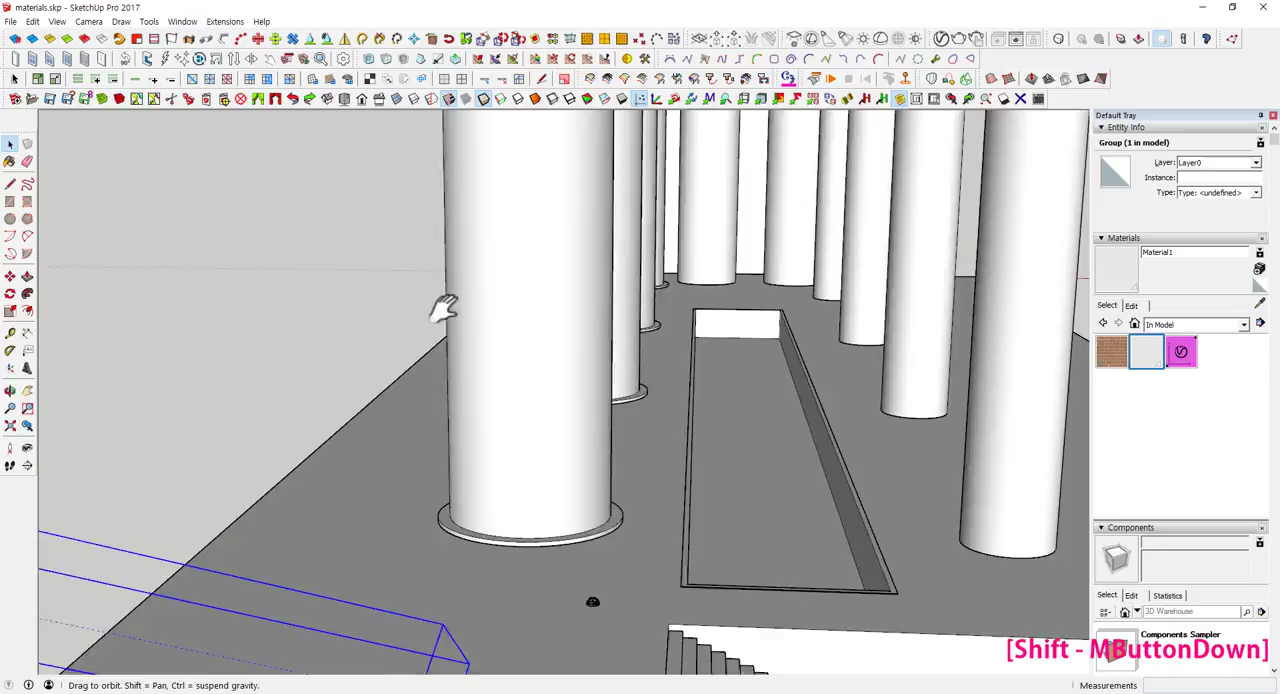 materials.skp - SketchUp Pro 2017
File Edit View Camera Draw Tools Window Extensions Help
Default Tray
Entity Info
Group (1 in model)
Layer: Layer0
Instance:
Type: Type: <undefined>
Materials
Material1
Select Edit
In Model
Components
Select Edit Statistics
3D Warehouse
Components Sampler
[Shift - MButtonDown]
Drag to orbit. Shift = Pan, Ctrl = suspend gravity.
Measurements